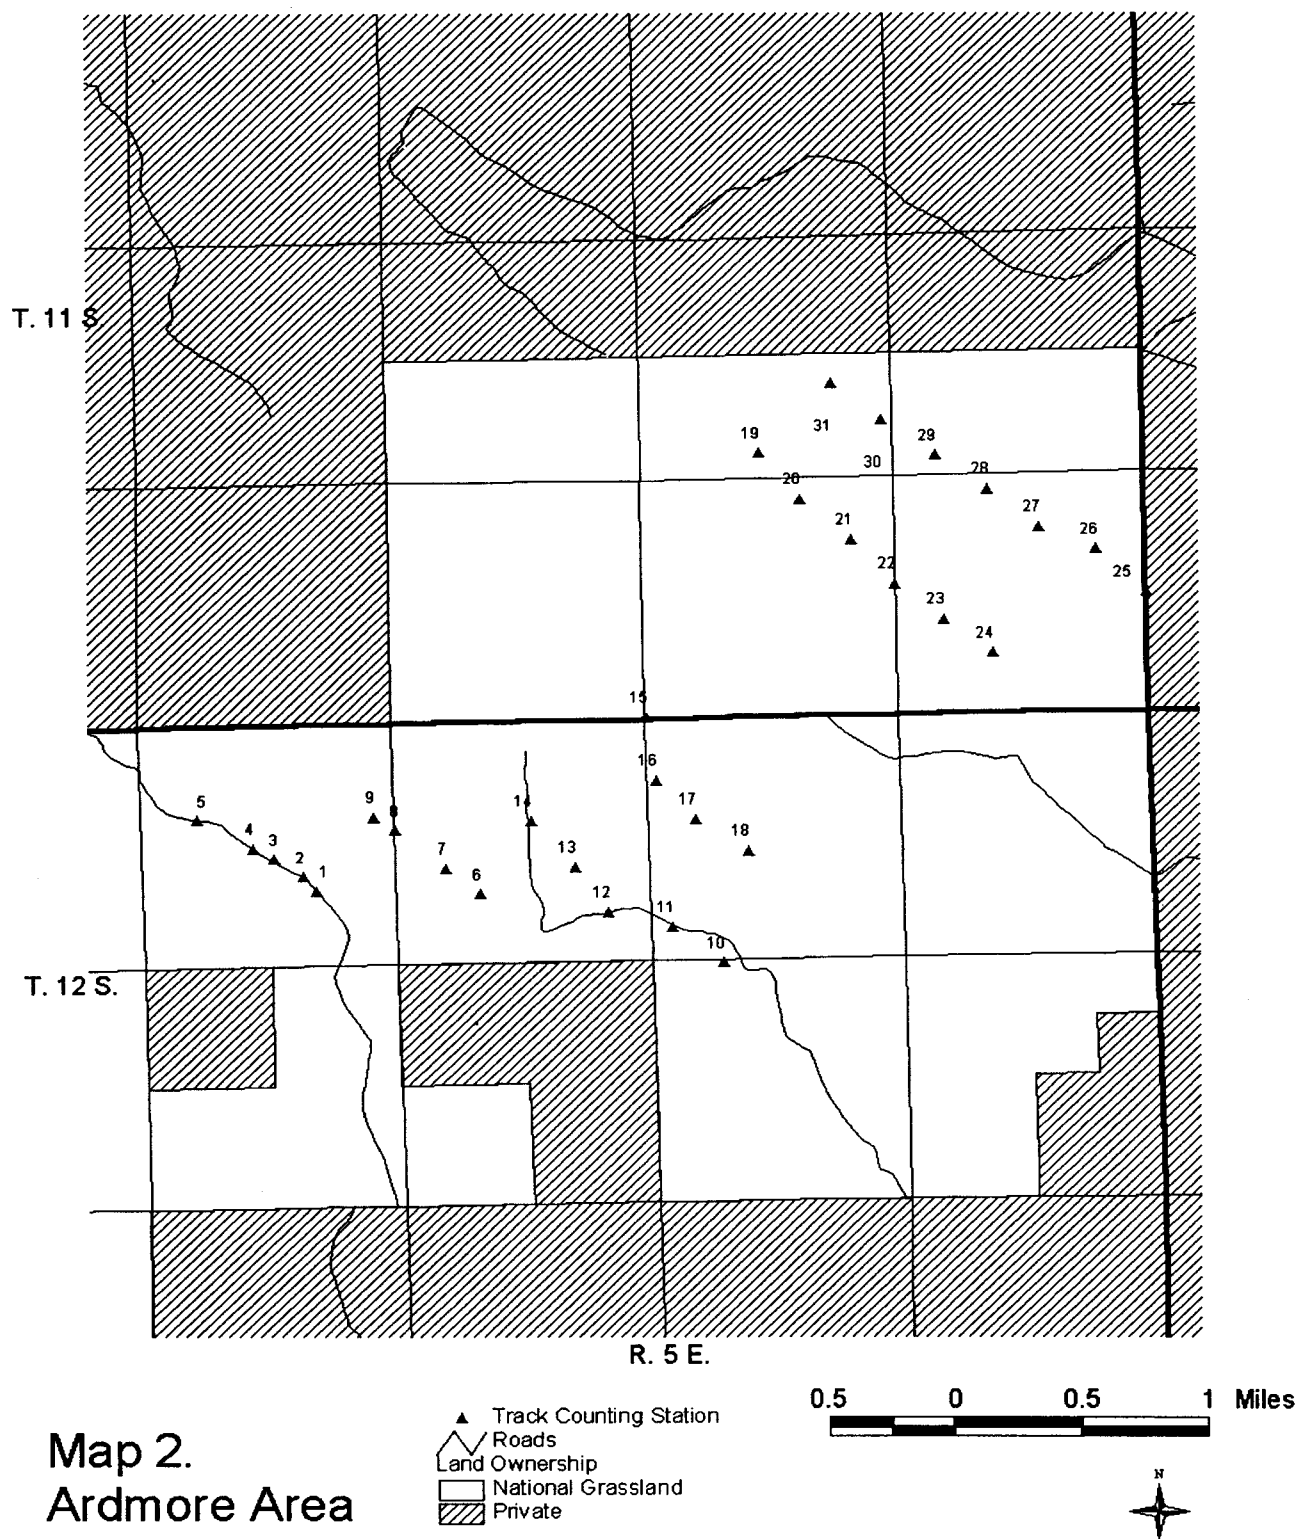 T. 11 S.
31
19
29
30
28
20
27
21
26
22
25
23
24
15
16
5
9
8
14
17
4
3
18
2
7
13
1
6
12
11
10
T. 12 S.
R. 5 E.
0.5 0 0.5 1 Miles
Track Counting Station
Roads
Land Ownership
National Grassland
Private
Map 2.
Ardmore Area
N